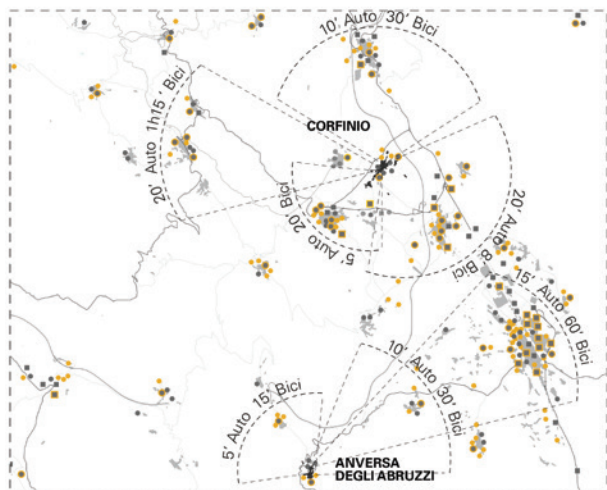 10' Auto 30' Bici
20' Auto 1h15' Bici
CORFINIO
5' Auto 20' Bici
20' Auto 8' Bici
15' Auto 60' Bici
10' Auto 30' Bici
5' Auto 15' Bici
ANVERSA
DEGLI ABRUZZI